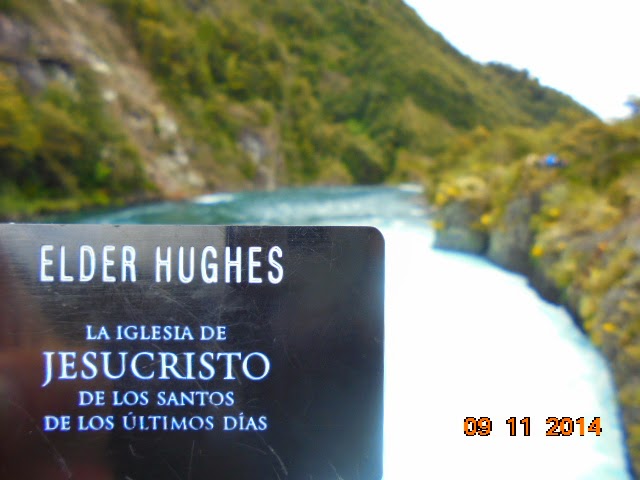 ELDER HUGHES
LA IGLESIA DE
JESUCRISTO
DE LOS SANTOS
DE LOS ÚLTIMOS DÍAS
09 11 2014